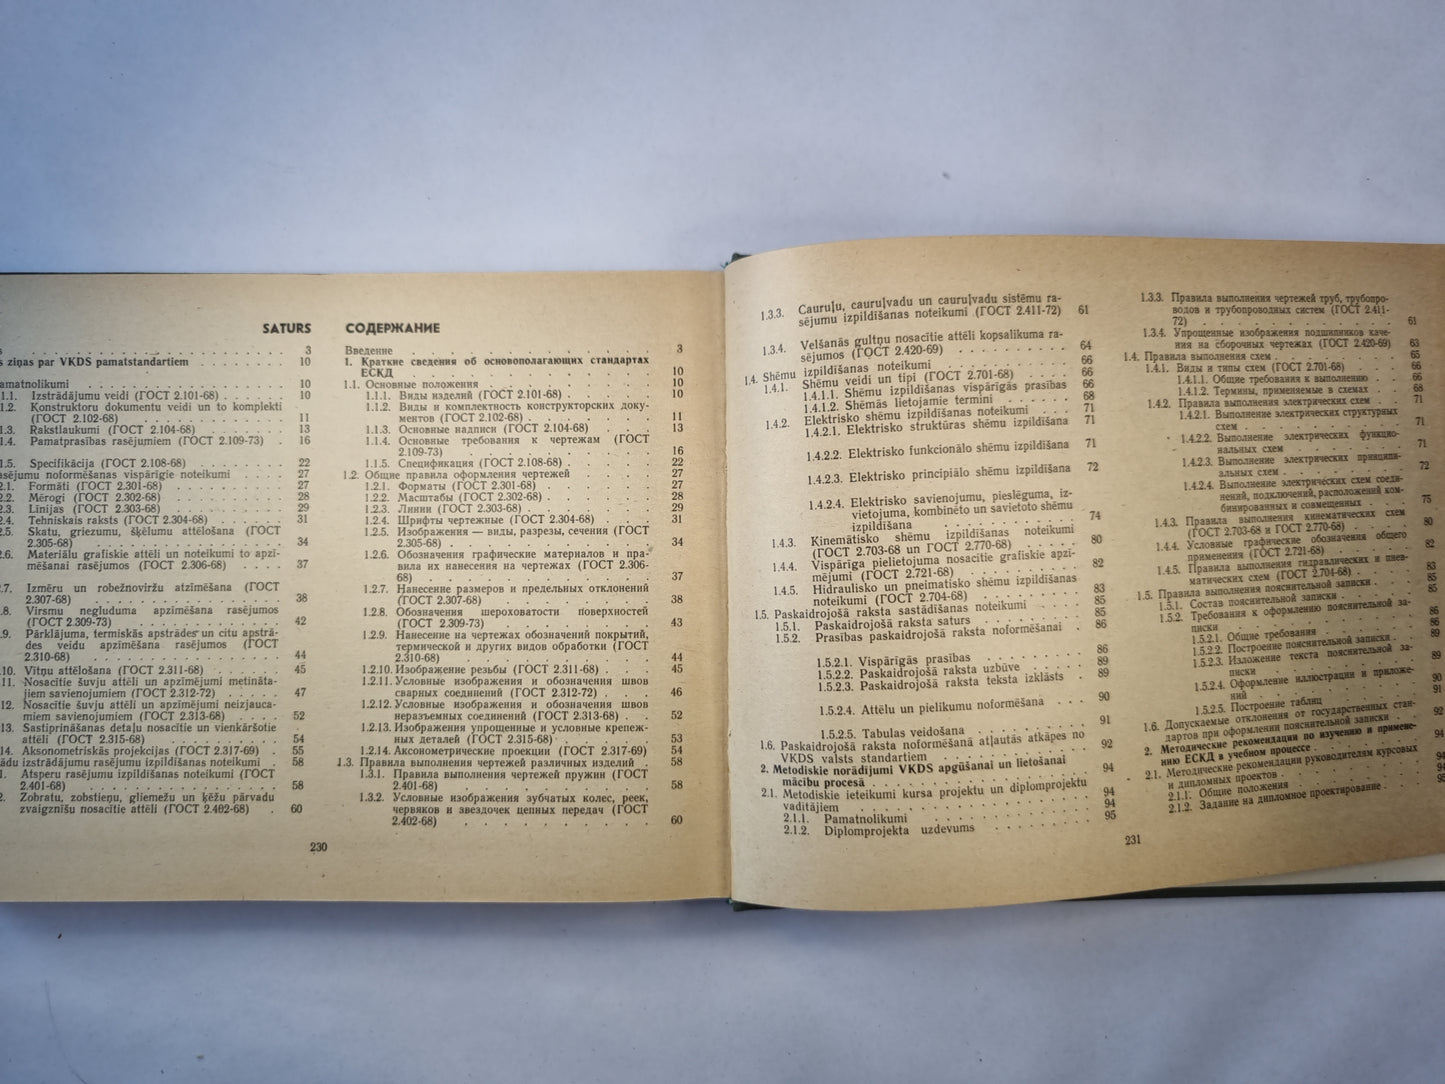 SATURS
. . . 3
s ziņas par VKDS pamatstandartiem . . . 10
amatnolikumi . . . 10
1.1. Izstrādājumu veidi (ГОСТ 2.101-68) . . . 10
1.2. Konstruktoru dokumentu veidi un to komplekti
(ГОСТ 2.102-68) . . . 11
1.3. Rakstlaukumi (ГОСТ 2.104-68) . . . 13
1.4. Pamatprasības rasējumiem (ГОСТ 2.109-73) . 16
1.5. Specifikācija (ГОСТ 2.108-68) . . . 22
asējumu noformēšanas vispārīgie noteikumi . . . 27
2.1. Formāti (ГОСТ 2.301-68) . . . 27
2.2. Mērogi (ГОСТ 2.302-68) . . . 28
2.3. Līnijas (ГОСТ 2.303-68) . . . 29
2.4. Tehniskais raksts (ГОСТ 2.304-68) . . . 31
2.5. Skatu, griezumu, šķēlumu attēlošana (ГОСТ
2.305-68) . . . 34
2.6. Materiālu grafiskie attēli un noteikumi to apzī-
mēšanai rasējumos (ГОСТ 2.306-68) . . . 37
2.7. Izmēru un robežnoviržu atzīmēšana (ГОСТ
2.307-68) . . . 38
.8. Virsmu negluduma apzīmēšana rasējumos
(ГОСТ 2.309-73) . . . 42
.9. Pārklājuma, termiskās apstrādes un citu apstrā-
des veidu apzīmēšana rasējumos (ГОСТ
2.310-68) . . . 44
.10. Vītņu attēlošana (ГОСТ 2.311-68) . . . 45
.11. Nosacītie šuvju attēli un apzīmējumi metināta-
jiem savienojumiem (ГОСТ 2.312-72) . . . 47
12. Nosacītie šuvju attēli un apzīmējumi neizjauca-
miem savienojumiem (ГОСТ 2.313-68) . . . 52
13. Sastiprināšanas detaļu nosacītie un vienkāršotie
attēli (ГОСТ 2.315-68) . . . 54
14. Aksonometriskās projekcijas (ГОСТ 2.317-69) . . 55
ādu izstrādājumu rasējumu izpildīšanas noteikumi . 58
1. Atsperu rasējumu izpildīšanas noteikumi (ГОСТ
2.401-68) . . . 58
2. Zobratu, zobstieņu, gliemežu un ķēžu pārvadu
zvaigznīšu nosacītie attēli (ГОСТ 2.402-68) . 60
СОДЕРЖАНИЕ
Введение . . . 3
1. Краткие сведения об основополагающих стандартах
ЕСКД . . . 10
1.1. Основные положения . . . 10
1.1.1. Виды изделий (ГОСТ 2.101-68) . . . 10
1.1.2. Виды и комплектность конструкторских доку-
ментов (ГОСТ 2.102-68) . . . 11
1.1.3. Основные надписи (ГОСТ 2.104-68) . . . 13
1.1.4. Основные требования к чертежам (ГОСТ
2.109-73) . . . 16
1.1.5. Спецификация (ГОСТ 2.108-68) . . . 22
1.2. Общие правила оформления чертежей . . . 27
1.2.1. Форматы (ГОСТ 2.301-68) . . . 27
1.2.2. Масштабы (ГОСТ 2.302-68) . . . 28
1.2.3. Линии (ГОСТ 2.303-68) . . . 29
1.2.4. Шрифты чертежные (ГОСТ 2.304-68) . . . 31
1.2.5. Изображения — виды, разрезы, сечения (ГОСТ
2.305-68) . . . 34
1.2.6. Обозначения графические материалов и пра-
вила их нанесения на чертежах (ГОСТ 2.306-
68) . . . 37
1.2.7. Нанесение размеров и предельных отклонений
(ГОСТ 2.307-68) . . . 38
1.2.8. Обозначения шероховатости поверхностей
(ГОСТ 2.309-73) . . . 43
1.2.9. Нанесение на чертежах обозначений покрытий,
термической и других видов обработки (ГОСТ
2.310-68) . . . 44
1.2.10. Изображение резьбы (ГОСТ 2.311-68) . . . 45
1.2.11. Условные изображения и обозначения швов
сварных соединений (ГОСТ 2.312-72) . . . 46
1.2.12. Условные изображения и обозначения швов
неразъемных соединений (ГОСТ 2.313-68) . . 52
1.2.13. Изображения упрощенные и условные крепеж-
ных деталей (ГОСТ 2.315-68) . . . 53
1.2.14. Аксонометрические проекции (ГОСТ 2.317-69) . 54
1.3. Правила выполнения чертежей различных изделий . 58
1.3.1. Правила выполнения чертежей пружин (ГОСТ
2.401-68) . . . 58
1.3.2. Условные изображения зубчатых колес, реек,
червяков и звездочек цепных передач (ГОСТ
2.402-68) . . . 60
230
1.3.3. Cauruļu, cauruļvadu un cauruļvadu sistēmu ra-
sējumu izpildīšanas noteikumi (ГОСТ 2.411-72) 61
1.3.4. Velšanās gultņu nosacītie attēli kopsalikuma ra-
sējumos (ГОСТ 2.420-69) . . . 64
1.4. Shēmu izpildīšanas noteikumi . . . 66
1.4.1. Shēmu veidi un tipi (ГОСТ 2.701-68) . . . 66
1.4.1.1. Shēmu izpildīšanas vispārīgās prasības 66
1.4.1.2. Shēmās lietojamie termini . . . 68
1.4.2. Elektrisko shēmu izpildīšanas noteikumi . . . 71
1.4.2.1. Elektrisko struktūras shēmu izpildīšana 71
1.4.2.2. Elektrisko funkcionālo shēmu izpildīšana 71
1.4.2.3. Elektrisko principiālo shēmu izpildīšana 72
1.4.2.4. Elektrisko savienojumu, pieslēguma, iz-
vietojuma, kombinēto un savietoto shēmu
izpildīšana . . . 74
1.4.3. Kinemātisko shēmu izpildīšanas noteikumi
(ГОСТ 2.703-68 un ГОСТ 2.770-68) . . . 80
1.4.4. Vispārīga pielietojuma nosacītie grafiskie apzī-
mējumi (ГОСТ 2.721-68) . . . 82
1.4.5. Hidraulisko un pneimatisko shēmu izpildīšanas
noteikumi (ГОСТ 2.704-68) . . . 83
1.5. Paskaidrojošā raksta sastādīšanas noteikumi . . . 85
1.5.1. Paskaidrojošā raksta saturs . . . 85
1.5.2. Prasības paskaidrojošā raksta noformēšanai . 86
1.5.2.1. Vispārīgās prasības . . . 86
1.5.2.2. Paskaidrojošā raksta uzbūve . . . 89
1.5.2.3. Paskaidrojošā raksta teksta izklāsts . 89
1.5.2.4. Attēlu un pielikumu noformēšana . . . 90
1.5.2.5. Tabulas veidošana . . . 91
1.6. Paskaidrojošā raksta noformēšanā atļautās atkāpes no
VKDS valsts standartiem . . . 92
2. Metodiskie norādījumi VKDS apgūšanai un lietošanai
mācību procesā . . . 94
2.1. Metodiskie ieteikumi kursa projektu un diplomprojektu
vadītājiem . . . 94
2.1.1. Pamatnolikumi . . . 94
2.1.2. Diplomprojekta uzdevums . . . 95
1.3.3. Правила выполнения чертежей труб, трубопро-
водов и трубопроводных систем (ГОСТ 2.411-
72) . . . 61
1.3.4. Упрощенные изображения подшипников каче-
ния на сборочных чертежах (ГОСТ 2.420-69) 63
1.4. Правила выполнения схем . . . 65
1.4.1. Виды и типы схем (ГОСТ 2.701-68) . . . 66
1.4.1.1. Общие требования к выполнению . . . 66
1.4.1.2. Термины, применяемые в схемах . . 68
1.4.2. Правила выполнения электрических схем . . 71
1.4.2.1. Выполнение электрических структурных
схем . . . 71
1.4.2.2. Выполнение электрических функцио-
нальных схем . . . 71
1.4.2.3. Выполнение электрических принципи-
альных схем . . . 72
1.4.2.4. Выполнение электрических схем соеди-
нений, подключений, расположений ком-
бинированных и совмещенных . . . 75
1.4.3. Правила выполнения кинематических схем
(ГОСТ 2.703-68 и ГОСТ 2.770-68) . . . 80
1.4.4. Условные графические обозначения общего
применения (ГОСТ 2.721-68) . . . 82
1.4.5. Правила выполнения гидравлических и пнев-
матических схем (ГОСТ 2.704-68) . . . 83
1.5. Правила выполнения пояснительной записки . . . 85
1.5.1. Состав пояснительной записки . . . 85
1.5.2. Требования к оформлению пояснительной за-
писки . . . 86
1.5.2.1. Общие требования . . . 86
1.5.2.2. Построение пояснительной записки . . 89
1.5.2.3. Изложение текста пояснительной за-
писки . . . 89
1.5.2.4. Оформление иллюстраций и приложе-
ний . . . 90
1.5.2.5. Построение таблиц . . . 91
1.6. Допускаемые отклонения от государственных стан-
дартов при оформлении пояснительной записки . . 92
2. Методические рекомендации по изучению и примене-
нию ЕСКД в учебном процессе . . . 94
2.1. Методические рекомендации руководителям курсовых
и дипломных проектов . . . 94
2.1.1. Общие положения . . . 94
2.1.2. Задание на дипломное проектирование . . . 95
231